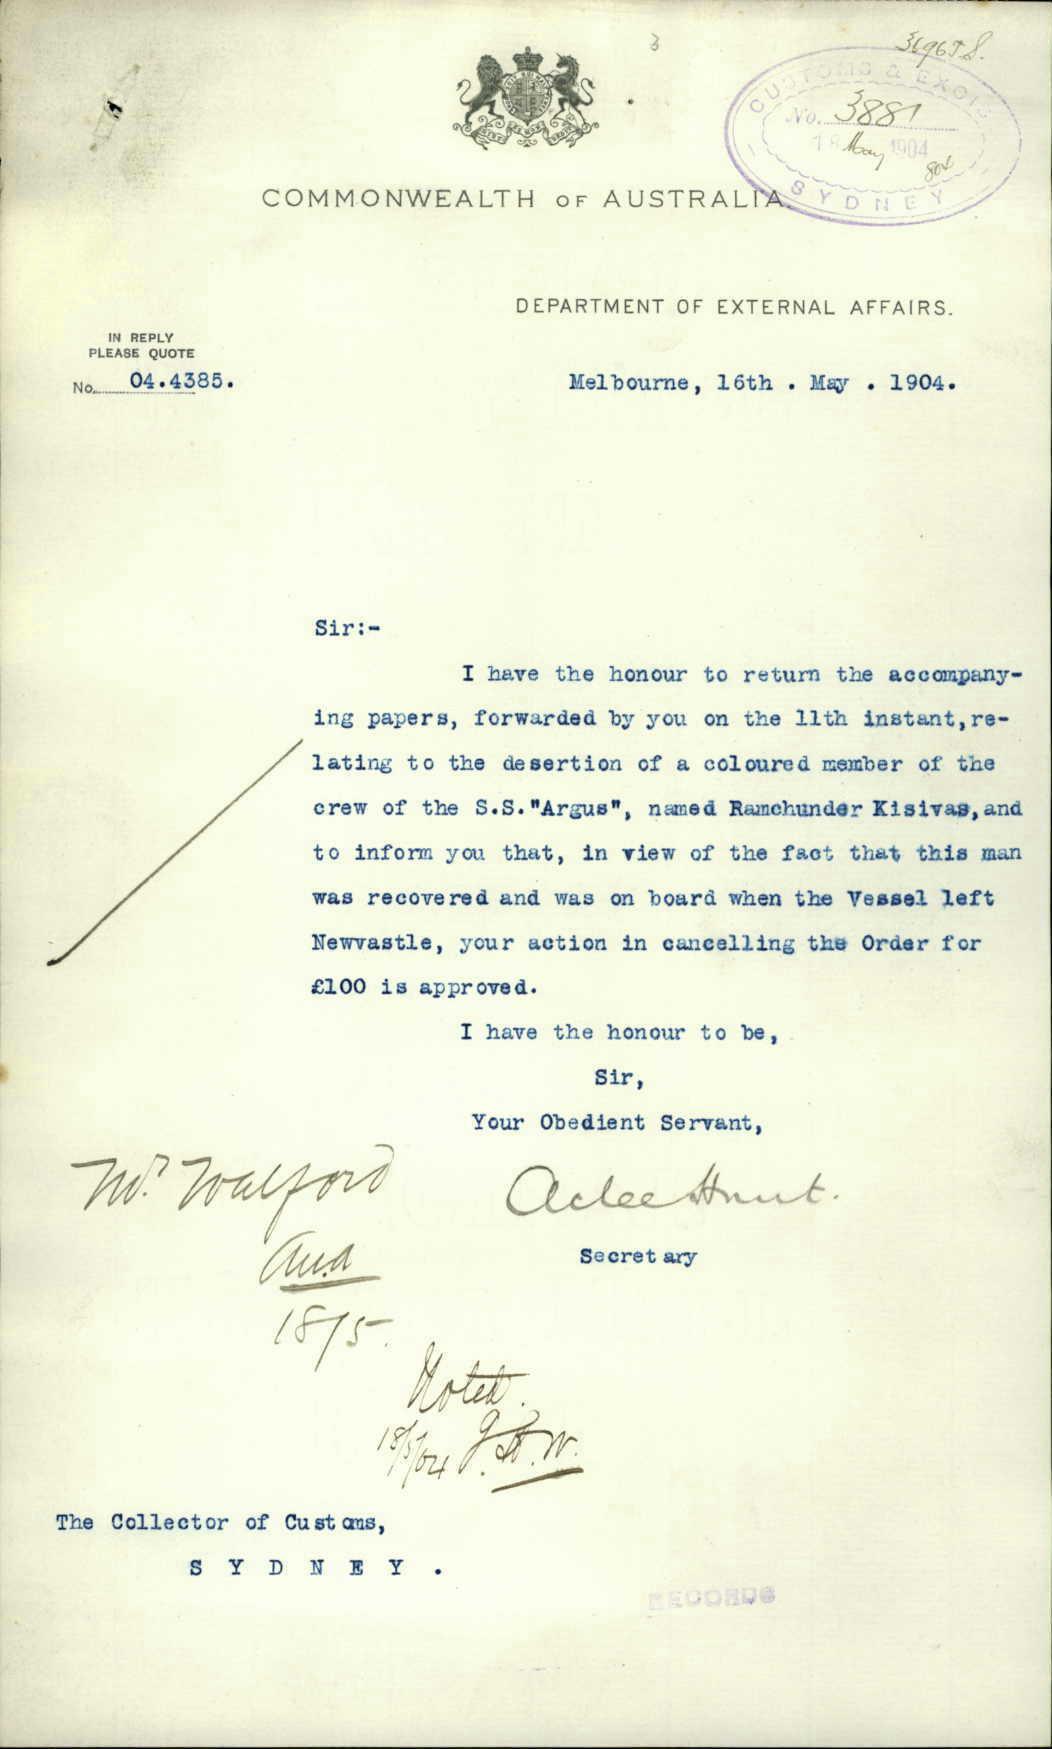 3
CUSTOMS & EXCISE
No. 3881
18 May 1904
SYDNEY
COMMONWEALTH OF AUSTRALIA.
DEPARTMENT OF EXTERNAL AFFAIRS.
IN REPLY
PLEASE QUOTE
No. 04.4385.
Melbourne, 16th . May . 1904.
Sir:-
I have the honour to return the accompany-
ing papers, forwarded by you on the 11th instant,re-
lating to the desertion of a coloured member of the
crew of the S.S."Argus", named Ramchunder Kisivas,and
to inform you that, in view of the fact that this man
was recovered and was on board when the Vessel left
Newvastle, your action in cancelling the Order for
£100 is approved.
I have the honour to be,
Sir,
Your Obedient Servant,
Atlee Hunt.
Secretary
Mr. Walford
18/5.
Noted.
18/5/04 J.H.W.
The Collector of Customs,
SYDNEY.
RECORDS